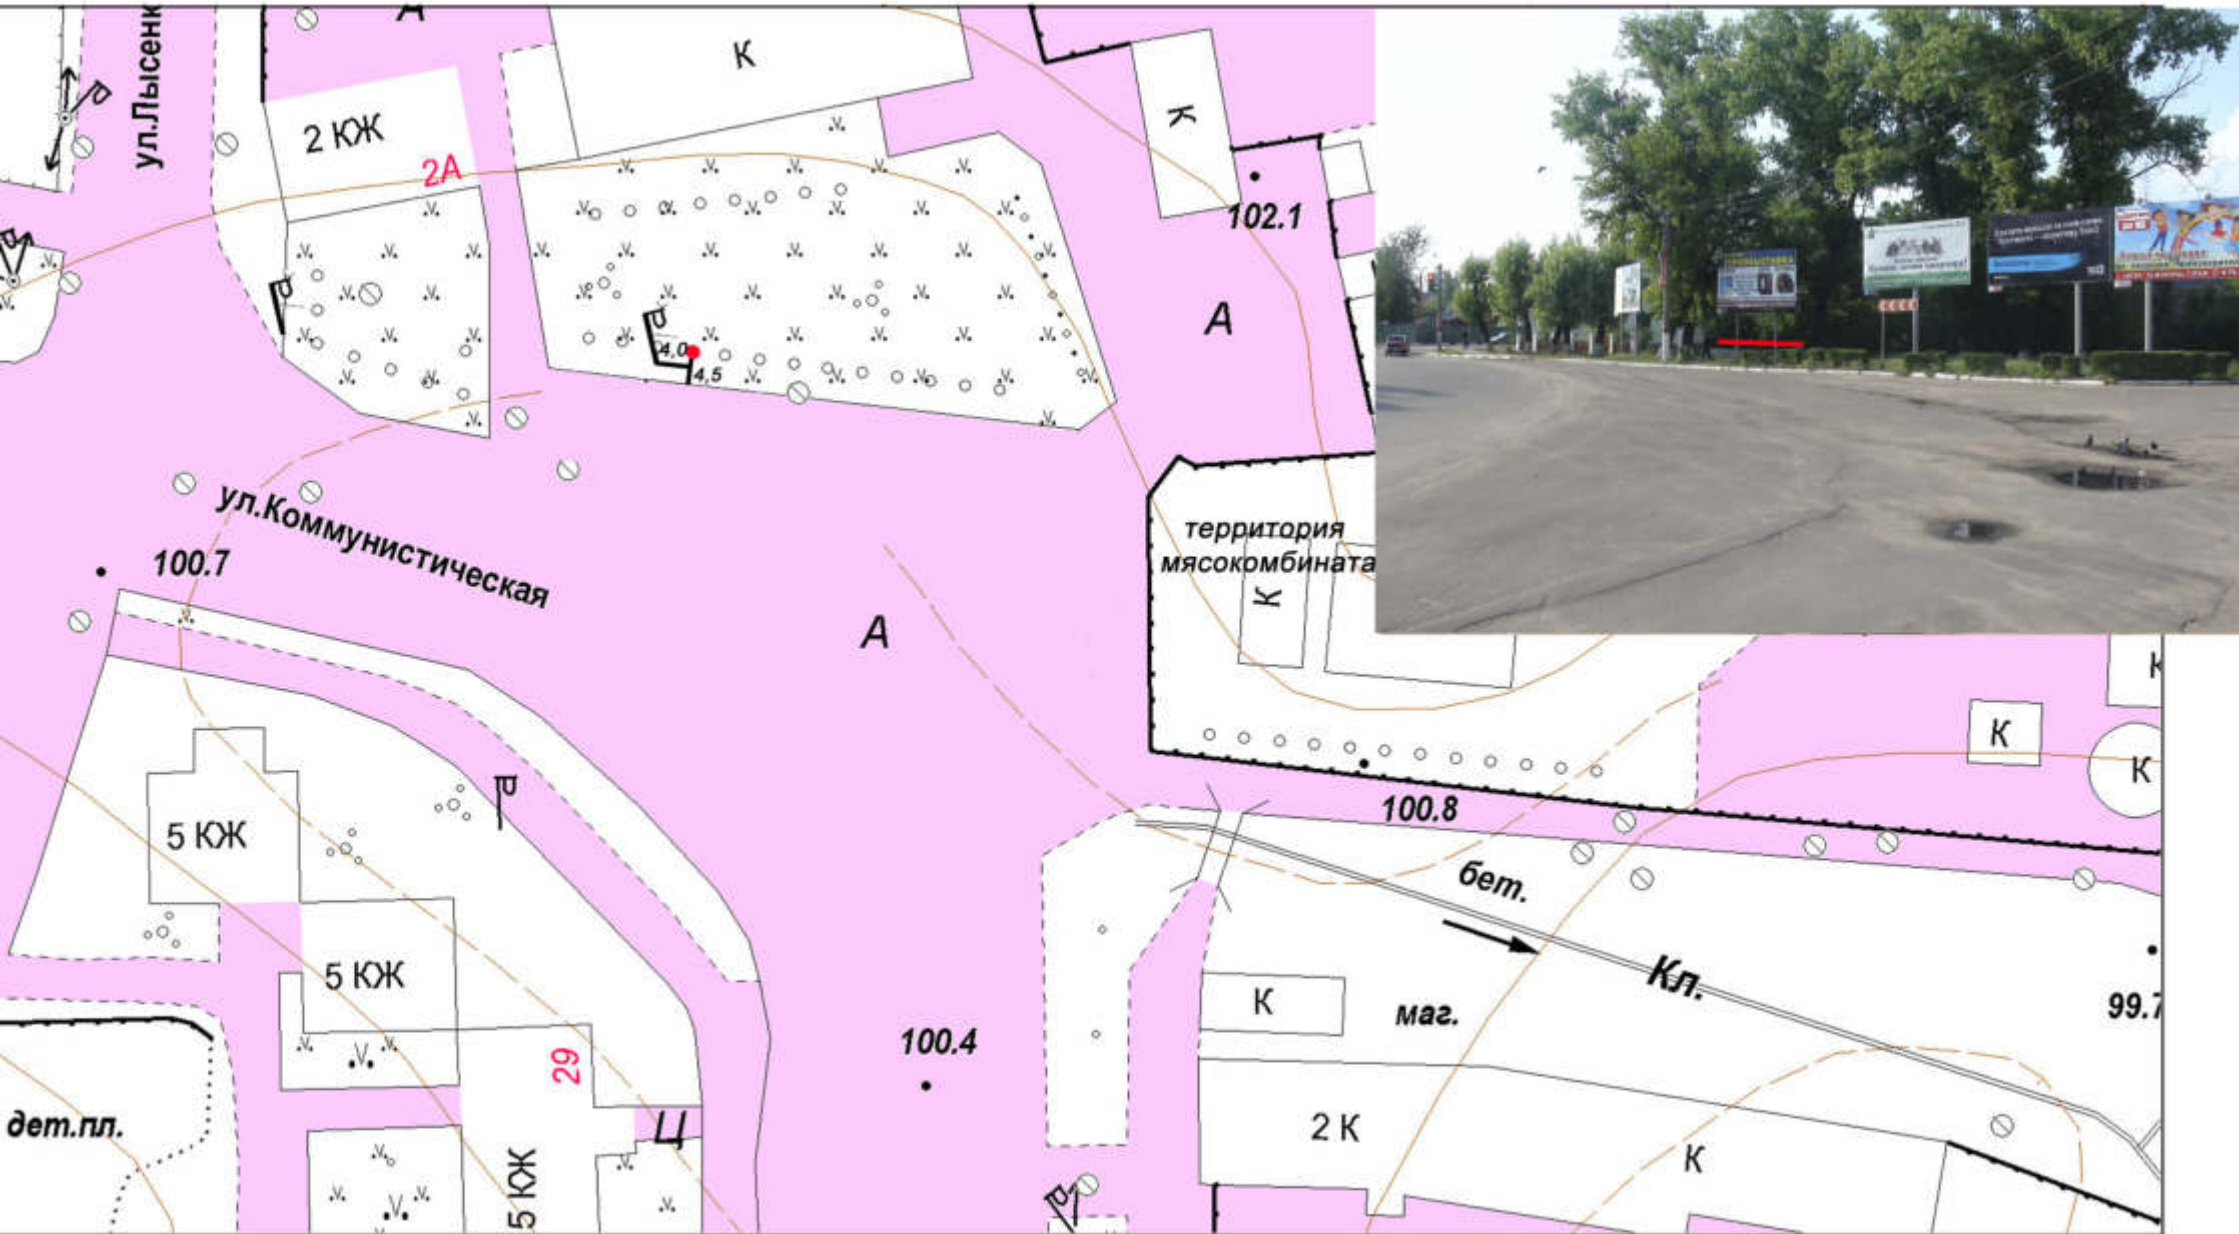 А
ул.Лысенк
К
К
2 КЖ
2А
102.1
А
4,0
4,5
ул.Коммунистическая
100.7
территория
мясокомбината
К
А
К
К
К
100.8
5 КЖ
бет.
5 КЖ
Кл.
К
маг.
99.7
100.4
29
дет.пл.
Ц
2 К
К
5 КЖ